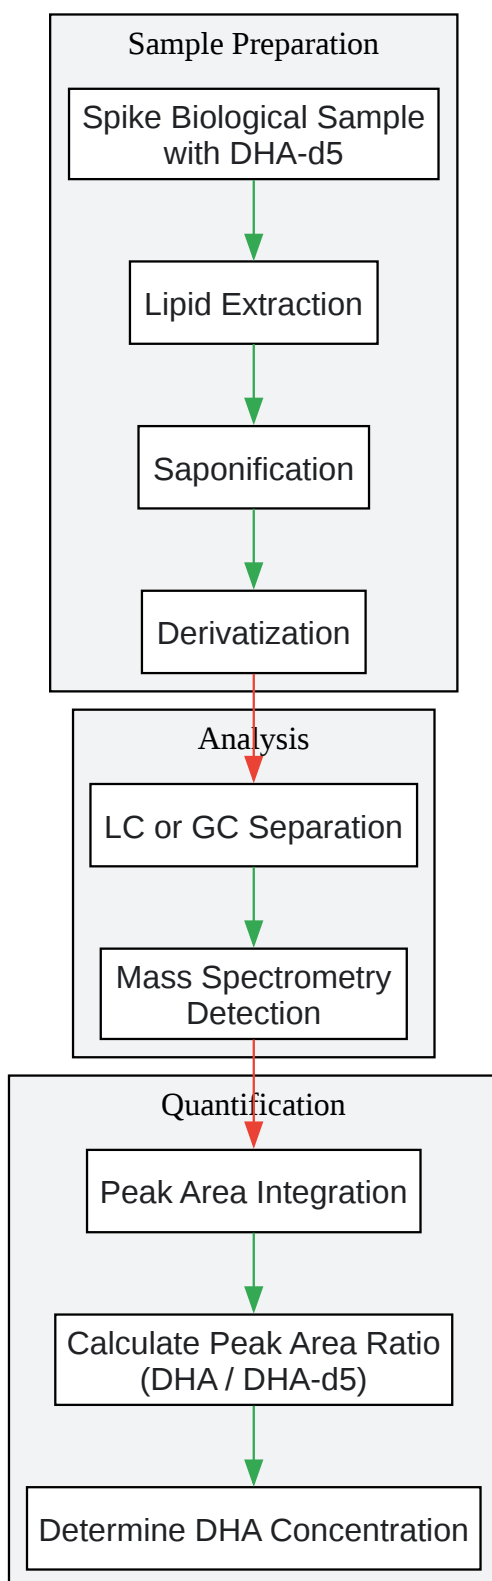 Sample Preparation
Spike Biological Sample
with DHA-d5
Lipid Extraction
Saponification
Derivatization
Analysis
LC or GC Separation
Mass Spectrometry
Detection
Quantification
Peak Area Integration
Calculate Peak Area Ratio
(DHA / DHA-d5)
Determine DHA Concentration